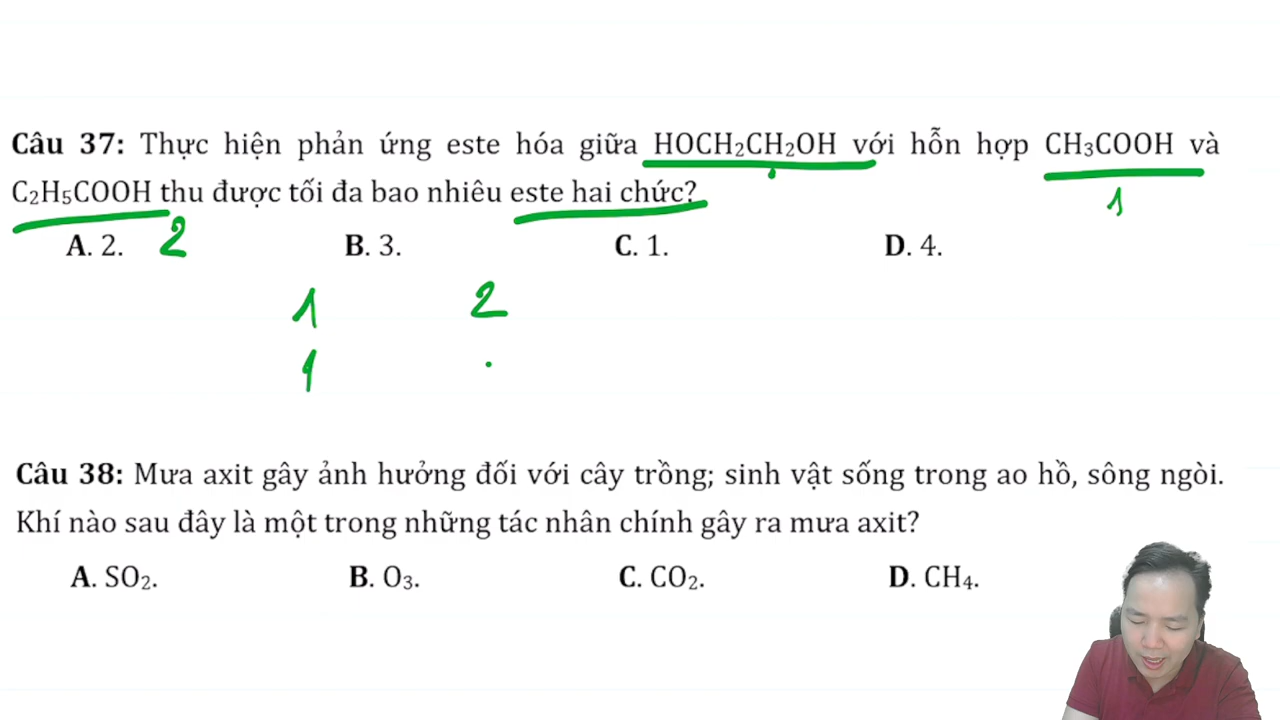 Câu 37: Thực hiện phản ứng este hóa giữa HOCH₂CH₂OH với hỗn hợp CH₃COOH và
C₂H₅COOH thu được tối đa bao nhiêu este hai chức?
1
A. 2. 2 B. 3. C. 1. D. 4.
1 2
1
Câu 38: Mưa axit gây ảnh hưởng đối với cây trồng; sinh vật sống trong ao hồ, sông ngòi.
Khí nào sau đây là một trong những tác nhân chính gây ra mưa axit?
A. SO₂. B. O₃. C. CO₂. D. CH₄.